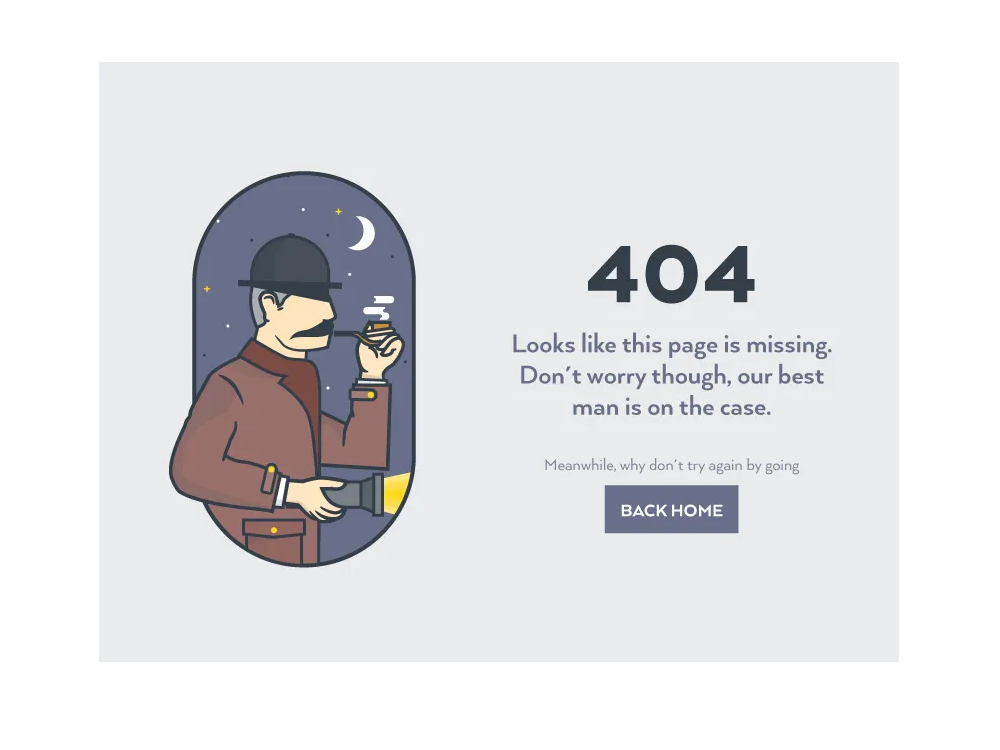 404
Looks like this page is missing.
Don´t worry though, our best
man is on the case.
Meanwhile, why don´t try again by going
BACK HOME